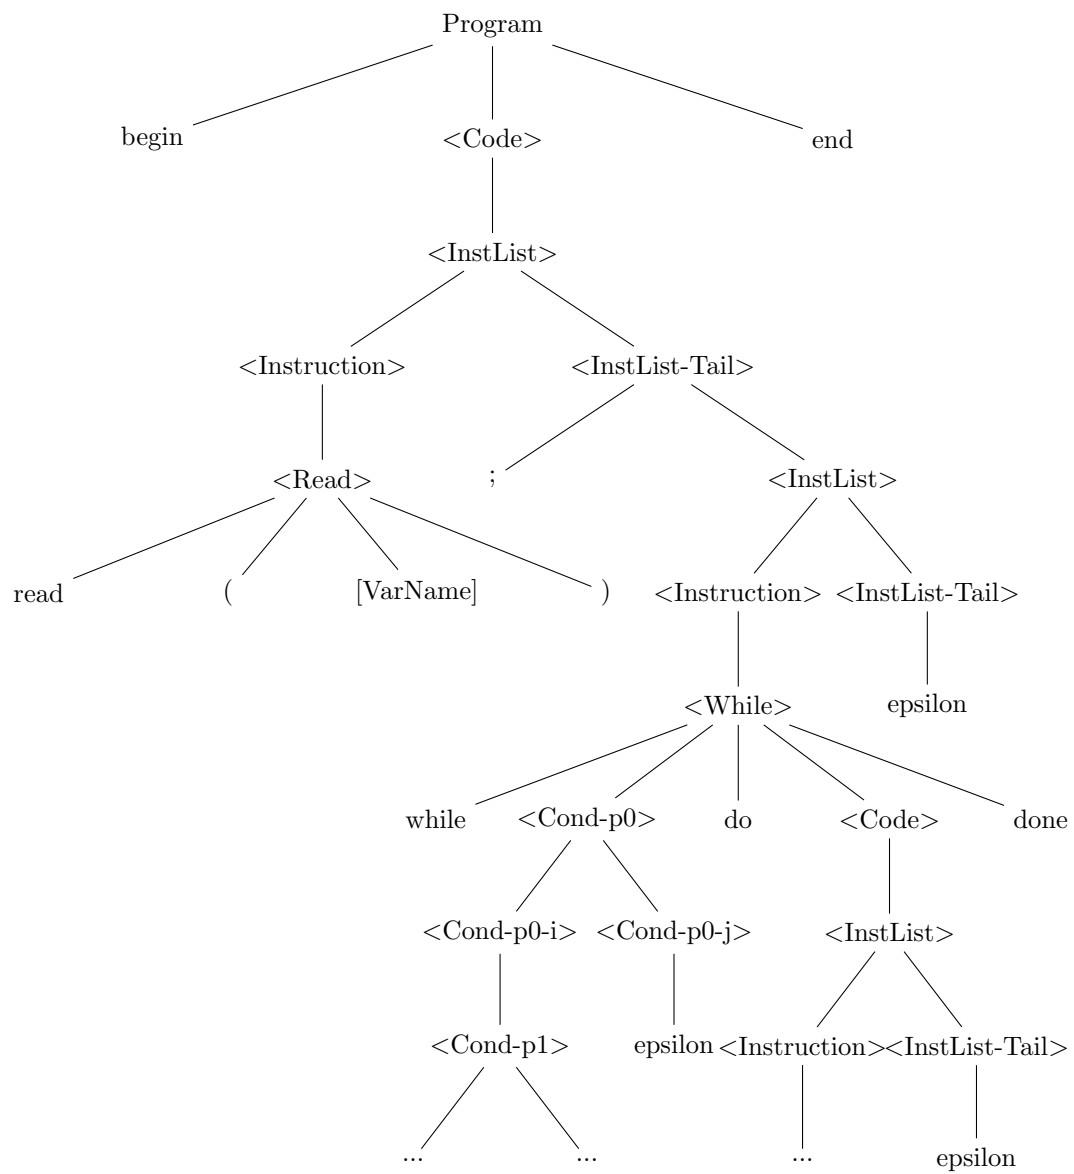 Program
begin <Code> end
<InstList>
<Instruction> <InstList-Tail>
<Read> ; <InstList>
read ( [VarName] ) <Instruction> <InstList-Tail>
<While> epsilon
while <Cond-p0> do <Code> done
<Cond-p0-i> <Cond-p0-j> <InstList>
<Cond-p1> epsilon <Instruction> <InstList-Tail>
... ... ... epsilon